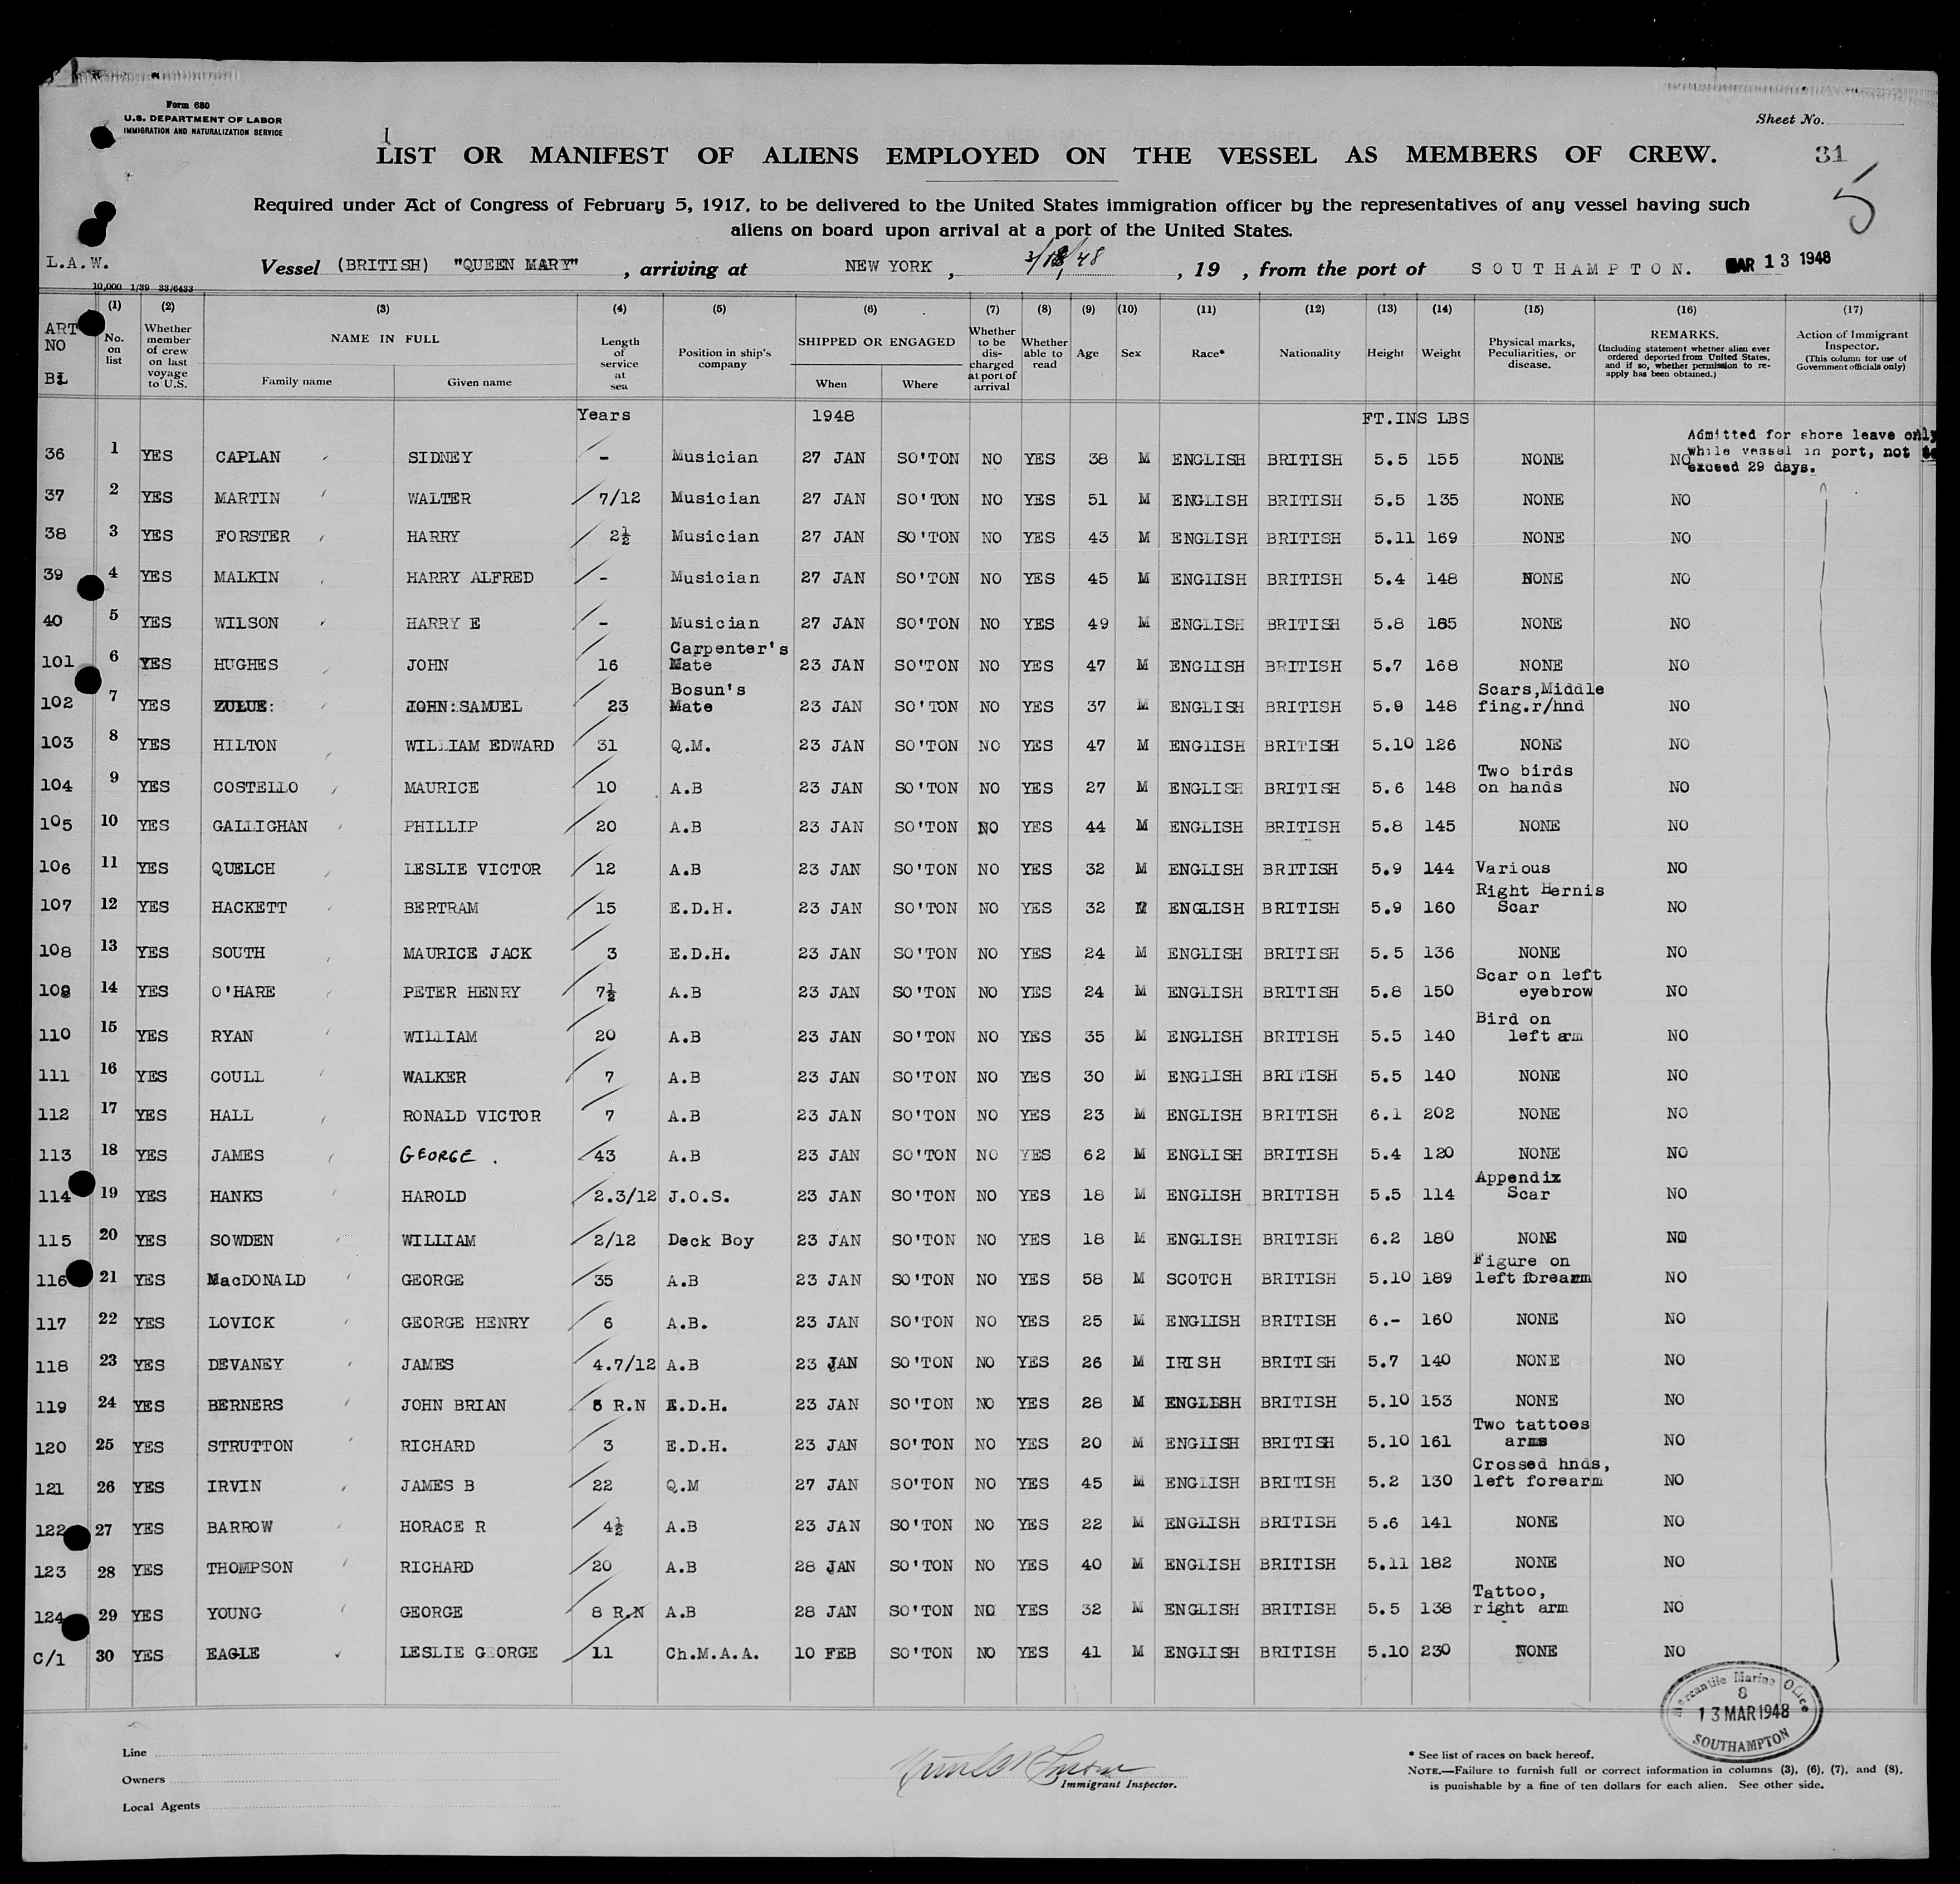 Form 680
U.S. DEPARTMENT OF LABOR
IMMIGRATION AND NATURALIZATION SERVICE
Sheet No.
LIST OR MANIFEST OF ALIENS EMPLOYED ON THE VESSEL AS MEMBERS OF CREW. 31
5
Required under Act of Congress of February 5, 1917, to be delivered to the United States immigration officer by the representatives of any vessel having such
aliens on board upon arrival at a port of the United States.
L.A.W. Vessel (BRITISH) "QUEEN MARY" , arriving at NEW YORK , 3/18/48 , 19 , from the port of SOUTHAMPTON. MAR 13 1948
10,000 1/39 33/6433
(1) (2) (3) (4) (5) (6) (7) (8) (9) (10) (11) (12) (13) (14) (15) (16) (17)
ART NO BL
No. on list
Whether member of crew on last voyage to U.S.
NAME IN FULL
Family name Given name
Length of service at sea
Position in ship's company
SHIPPED OR ENGAGED
When Where
Whether to be discharged at port of arrival
Whether able to read
Age
Sex
Race*
Nationality
Height
Weight
Physical marks, Peculiarities, or disease.
REMARKS.
(Including statement whether alien ever ordered deported from United States, and if so, whether permission to re-apply has been obtained.)
Action of Immigrant Inspector.
(This column for use of Government officials only)
Years 1948 FT.INS LBS
Admitted for shore leave only
while vessel in port, not to
exceed 29 days.
36 1 YES CAPLAN SIDNEY - Musician 27 JAN SO'TON NO YES 38 M ENGLISH BRITISH 5.5 155 NONE NO
37 2 YES MARTIN WALTER 7/12 Musician 27 JAN SO'TON NO YES 51 M ENGLISH BRITISH 5.5 135 NONE NO
38 3 YES FORSTER HARRY 2½ Musician 27 JAN SO'TON NO YES 43 M ENGLISH BRITISH 5.11 169 NONE NO
39 4 YES MALKIN HARRY ALFRED - Musician 27 JAN SO'TON NO YES 45 M ENGLISH BRITISH 5.4 148 NONE NO
40 5 YES WILSON HARRY E - Musician 27 JAN SO'TON NO YES 49 M ENGLISH BRITISH 5.8 185 NONE NO
101 6 YES HUGHES JOHN 16 Carpenter's Mate 23 JAN SO'TON NO YES 47 M ENGLISH BRITISH 5.7 168 NONE NO
102 7 YES JOHN SAMUEL 23 Bosun's Mate 23 JAN SO'TON NO YES 37 M ENGLISH BRITISH 5.9 148 Scars,Middle fing.r/hnd NO
103 8 YES HILTON WILLIAM EDWARD 31 Q.M. 23 JAN SO'TON NO YES 47 M ENGLISH BRITISH 5.10 126 NONE NO
104 9 YES COSTELLO MAURICE 10 A.B 23 JAN SO'TON NO YES 27 M ENGLISH BRITISH 5.6 148 Two birds on hands NO
105 10 YES GALLIGHAN PHILLIP 20 A.B 23 JAN SO'TON NO YES 44 M ENGLISH BRITISH 5.8 145 NONE NO
106 11 YES QUELCH LESLIE VICTOR 12 A.B 23 JAN SO'TON NO YES 32 M ENGLISH BRITISH 5.9 144 Various NO
107 12 YES HACKETT BERTRAM 15 E.D.H. 23 JAN SO'TON NO YES 32 M ENGLISH BRITISH 5.9 160 Right Hernis Scar NO
108 13 YES SOUTH MAURICE JACK 3 E.D.H. 23 JAN SO'TON NO YES 24 M ENGLISH BRITISH 5.5 136 NONE NO
109 14 YES O'HARE PETER HENRY 7½ A.B 23 JAN SO'TON NO YES 24 M ENGLISH BRITISH 5.8 150 Scar on left eyebrow NO
110 15 YES RYAN WILLIAM 20 A.B 23 JAN SO'TON NO YES 35 M ENGLISH BRITISH 5.5 140 Bird on left arm NO
111 16 YES COULL WALKER 7 A.B 23 JAN SO'TON NO YES 30 M ENGLISH BRITISH 5.5 140 NONE NO
112 17 YES HALL RONALD VICTOR 7 A.B 23 JAN SO'TON NO YES 23 M ENGLISH BRITISH 6.1 202 NONE NO
113 18 YES JAMES GEORGE . 43 A.B 23 JAN SO'TON NO YES 62 M ENGLISH BRITISH 5.4 120 NONE NO
114 19 YES HANKS HAROLD 2.3/12 J.O.S. 23 JAN SO'TON NO YES 18 M ENGLISH BRITISH 5.5 114 Appendix Scar NO
115 20 YES SOWDEN WILLIAM 2/12 Deck Boy 23 JAN SO'TON NO YES 18 M ENGLISH BRITISH 6.2 180 NONE NO
116 21 YES MacDONALD GEORGE 35 A.B 23 JAN SO'TON NO YES 58 M SCOTCH BRITISH 5.10 189 Figure on left forearm NO
117 22 YES LOVICK GEORGE HENRY 6 A.B. 23 JAN SO'TON NO YES 25 M ENGLISH BRITISH 6.- 160 NONE NO
118 23 YES DEVANEY JAMES 4.7/12 A.B 23 JAN SO'TON NO YES 26 M IRISH BRITISH 5.7 140 NONE NO
119 24 YES BERNERS JOHN BRIAN 5 R.N E.D.H. 23 JAN SO'TON NO YES 28 M ENGLISH BRITISH 5.10 153 NONE NO
120 25 YES STRUTTON RICHARD 3 E.D.H. 23 JAN SO'TON NO YES 20 M ENGLISH BRITISH 5.10 161 Two tattoes arms NO
121 26 YES IRVIN JAMES B 22 Q.M 27 JAN SO'TON NO YES 45 M ENGLISH BRITISH 5.2 130 Crossed hnds, left forearm NO
122 27 YES BARROW HORACE R 4½ A.B 23 JAN SO'TON NO YES 22 M ENGLISH BRITISH 5.6 141 NONE NO
123 28 YES THOMPSON RICHARD 20 A.B 28 JAN SO'TON NO YES 40 M ENGLISH BRITISH 5.11 182 NONE NO
124 29 YES YOUNG GEORGE 8 R.N A.B 28 JAN SO'TON NO YES 32 M ENGLISH BRITISH 5.5 138 Tattoo, right arm NO
C/1 30 YES EAGLE LESLIE GEORGE 11 Ch.M.A.A. 10 FEB SO'TON NO YES 41 M ENGLISH BRITISH 5.10 230 NONE NO
Mercantile Marine Office
8
13 MAR 1948
SOUTHAMPTON
Line
Owners
Local Agents
Immigrant Inspector.
* See list of races on back hereof.
NOTE.—Failure to furnish full or correct information in columns (3), (6), (7), and (8),
is punishable by a fine of ten dollars for each alien. See other side.